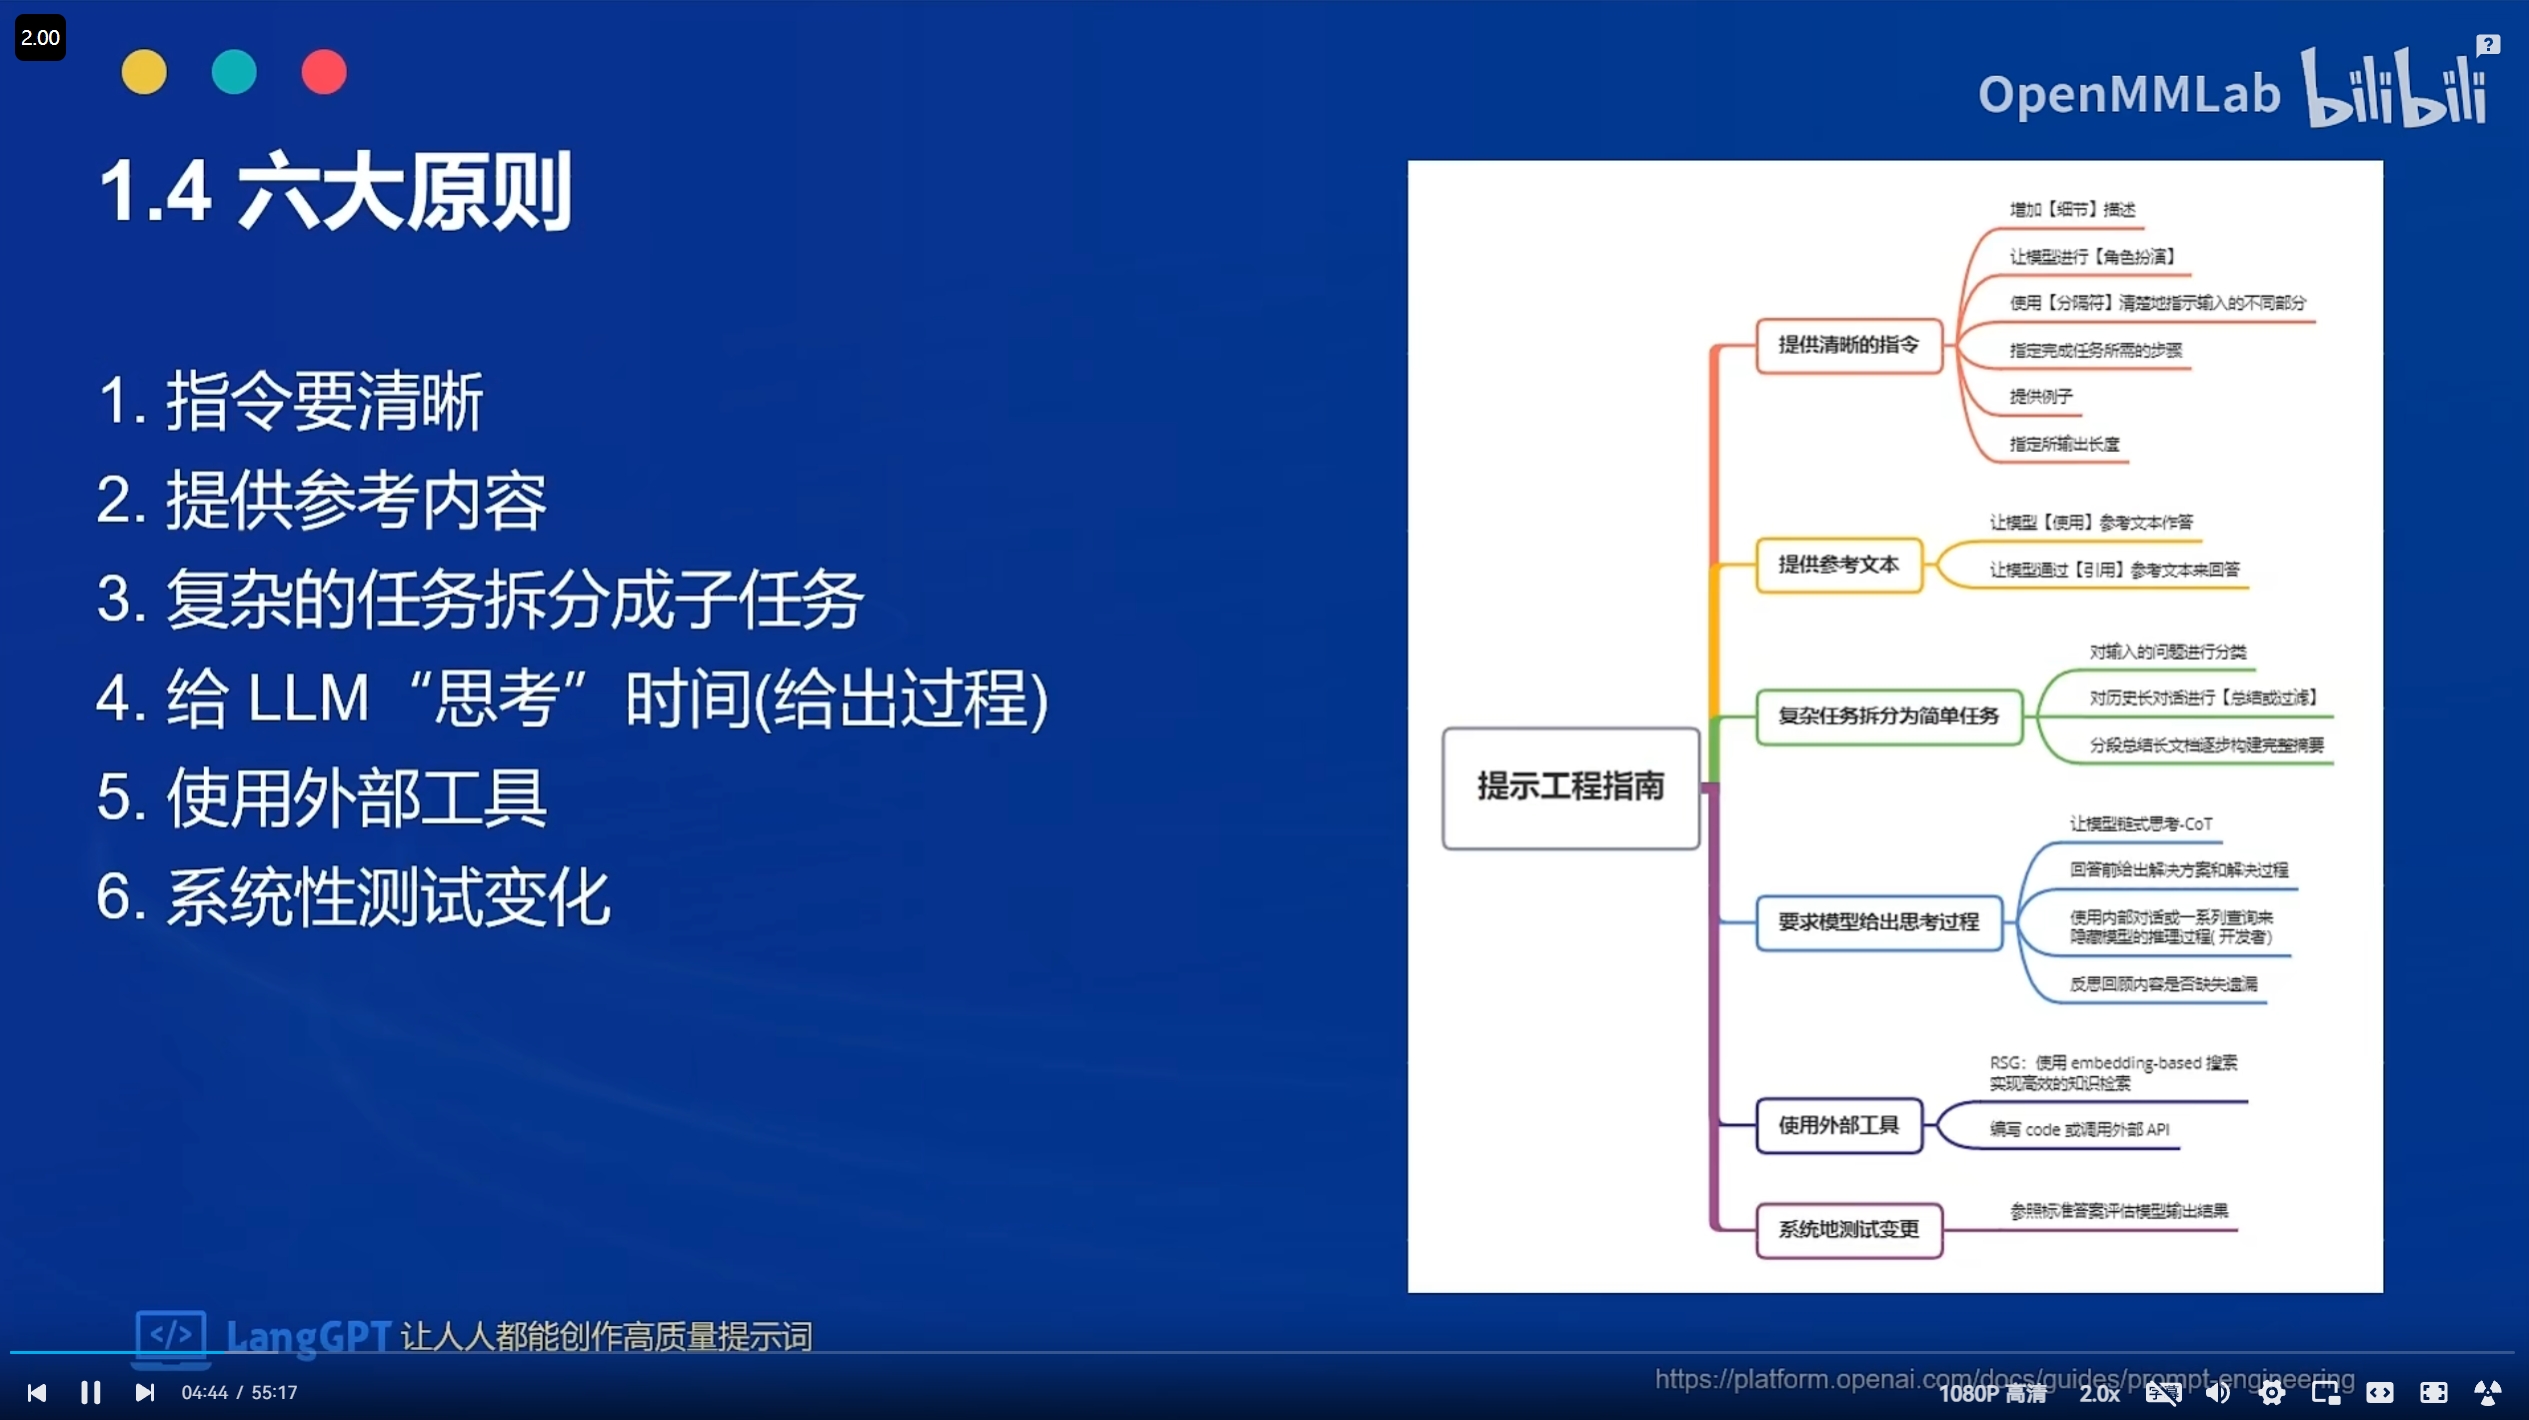 2.00
OpenMMLab bilibili
1.4 六大原则
1. 指令要清晰
2. 提供参考内容
3. 复杂的任务拆分成子任务
4. 给 LLM “思考” 时间(给出过程)
5. 使用外部工具
6. 系统性测试变化
提示工程指南
提供清晰的指令
增加【细节】描述
让模型进行【角色扮演】
使用【分隔符】清楚地指示输入的不同部分
指定完成任务所需的步骤
提供例子
指定所输出长度
提供参考文本
让模型【使用】参考文本作答
让模型通过【引用】参考文本来回答
复杂任务拆分为简单任务
对输入的问题进行分类
对历史长对话进行【总结或过滤】
分段总结长文档逐步构建完整摘要
要求模型给出思考过程
让模型链式思考-CoT
回答前给出解决方案和解决过程
使用内部对话或一系列查询来
隐藏模型的推理过程( 开发者)
反思回顾内容是否缺失遗漏
使用外部工具
RSG：使用 embedding-based 搜索
实现高效的知识检索
编写 code 或调用外部 API
系统地测试变更
参照标准答案评估模型输出结果
</> LangGPT 让人人都能创作高质量提示词
https://platform.openai.com/docs/guides/prompt-engineering
04:44 / 55:17
1080P 高清
2.0x
字幕